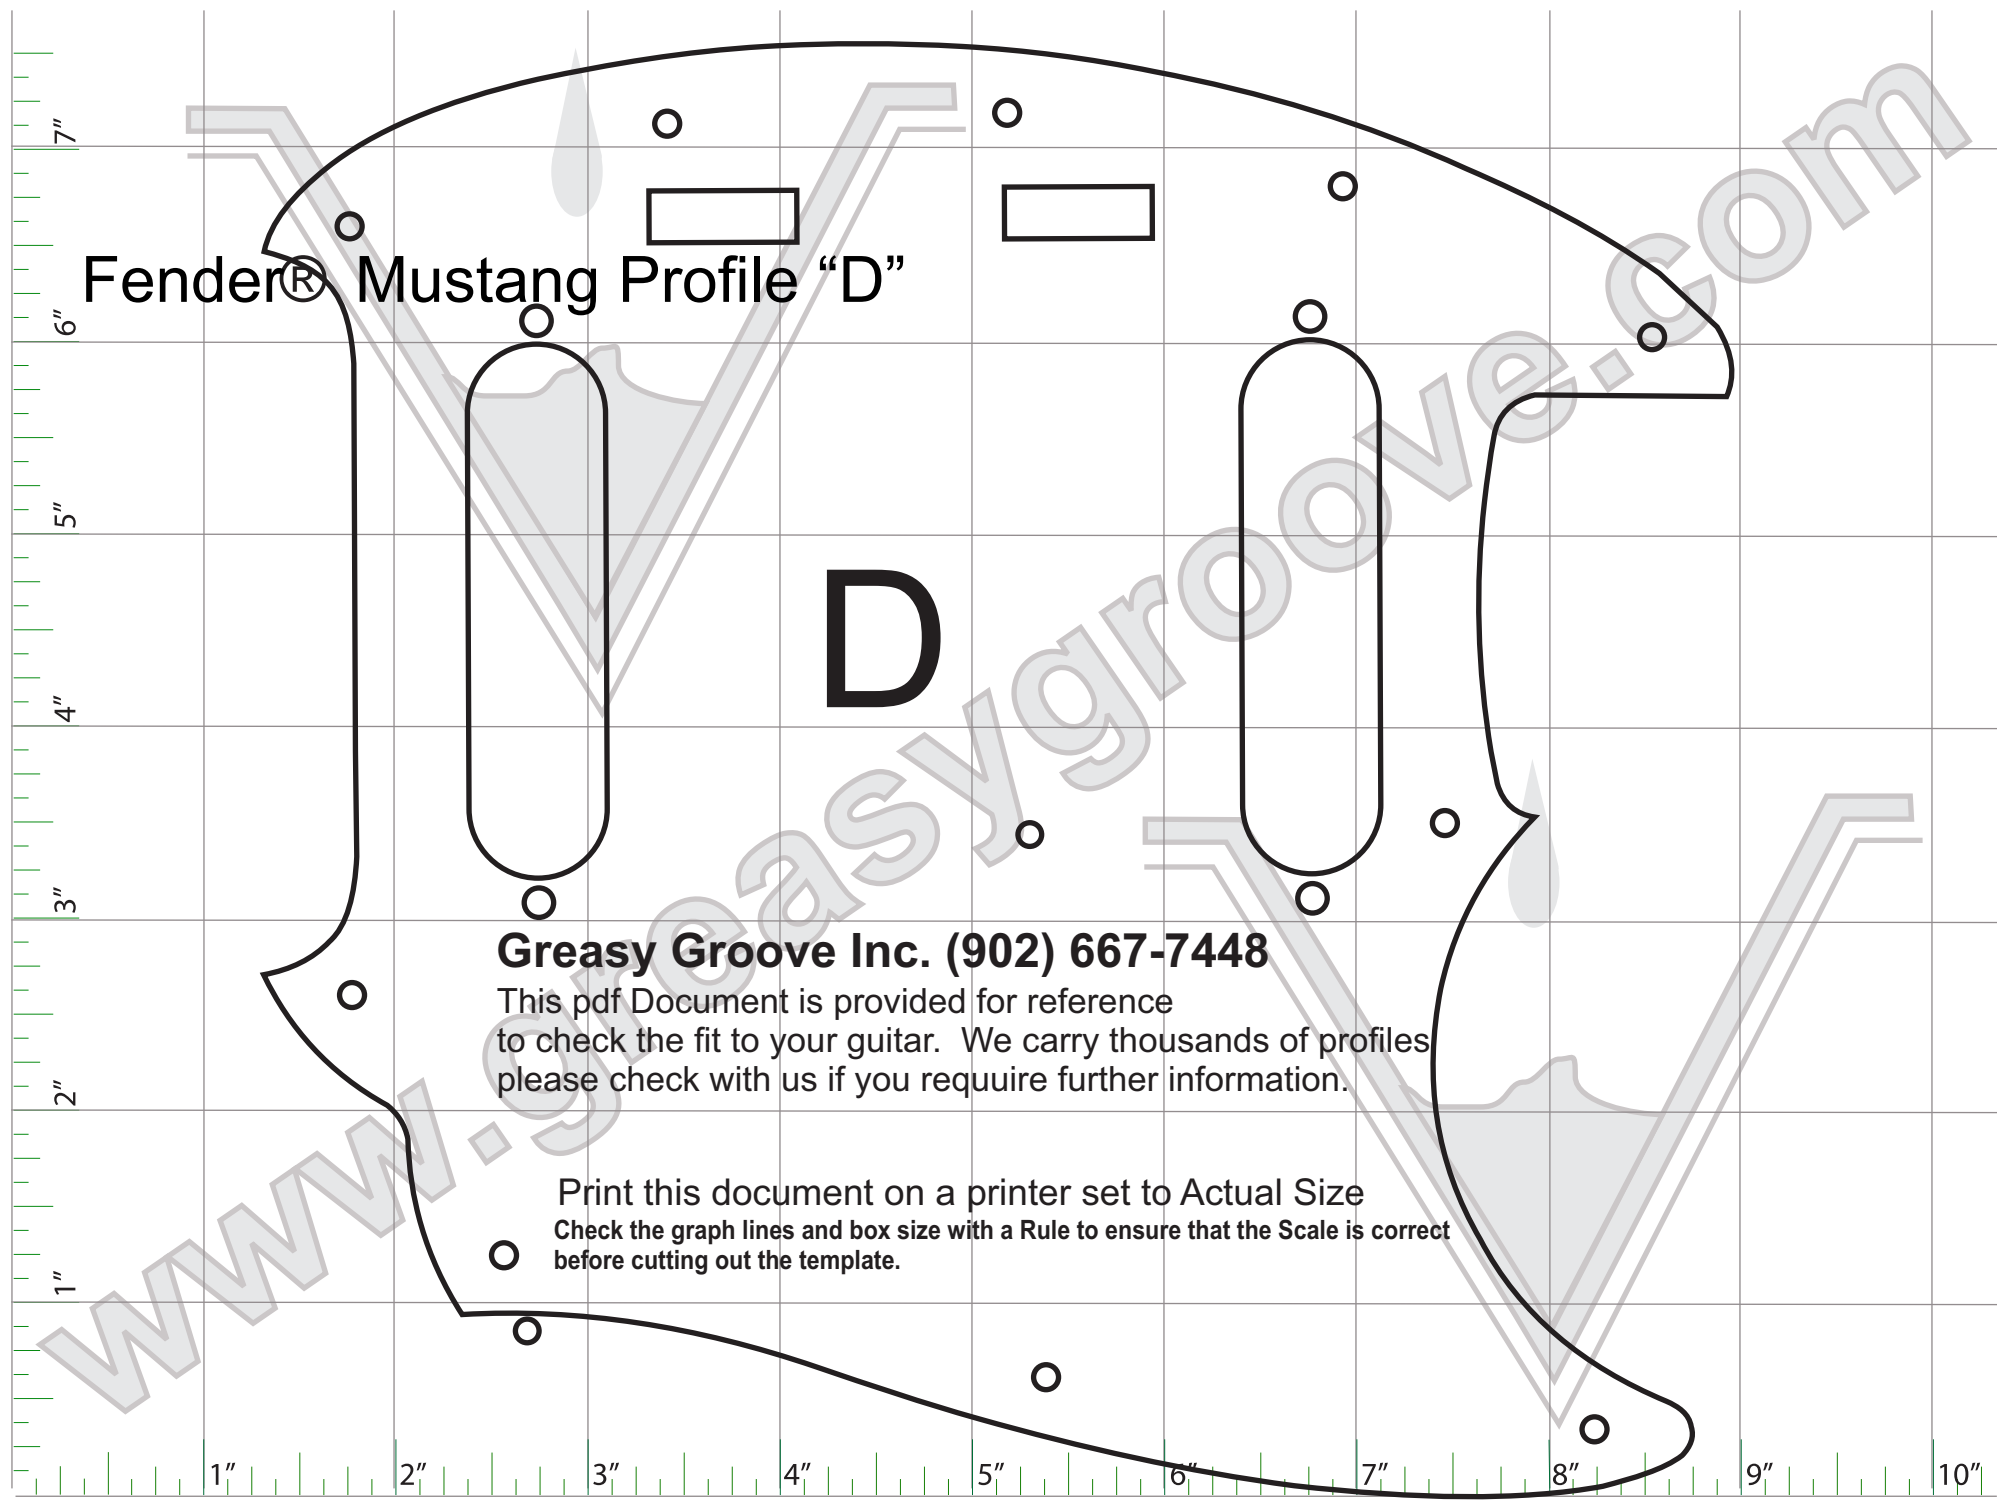 7”
Fender® Mustang Profile “D”
6”
5”
D
4”
3”
Greasy Groove Inc. (902) 667-7448
This pdf Document is provided for reference
to check the fit to your guitar. We carry thousands of profiles
please check with us if you requuire further information.
2”
Print this document on a printer set to Actual Size
Check the graph lines and box size with a Rule to ensure that the Scale is correct
before cutting out the template.
1”
www.greasygroove.com
1” 2” 3” 4” 5” 6” 7” 8” 9” 10”